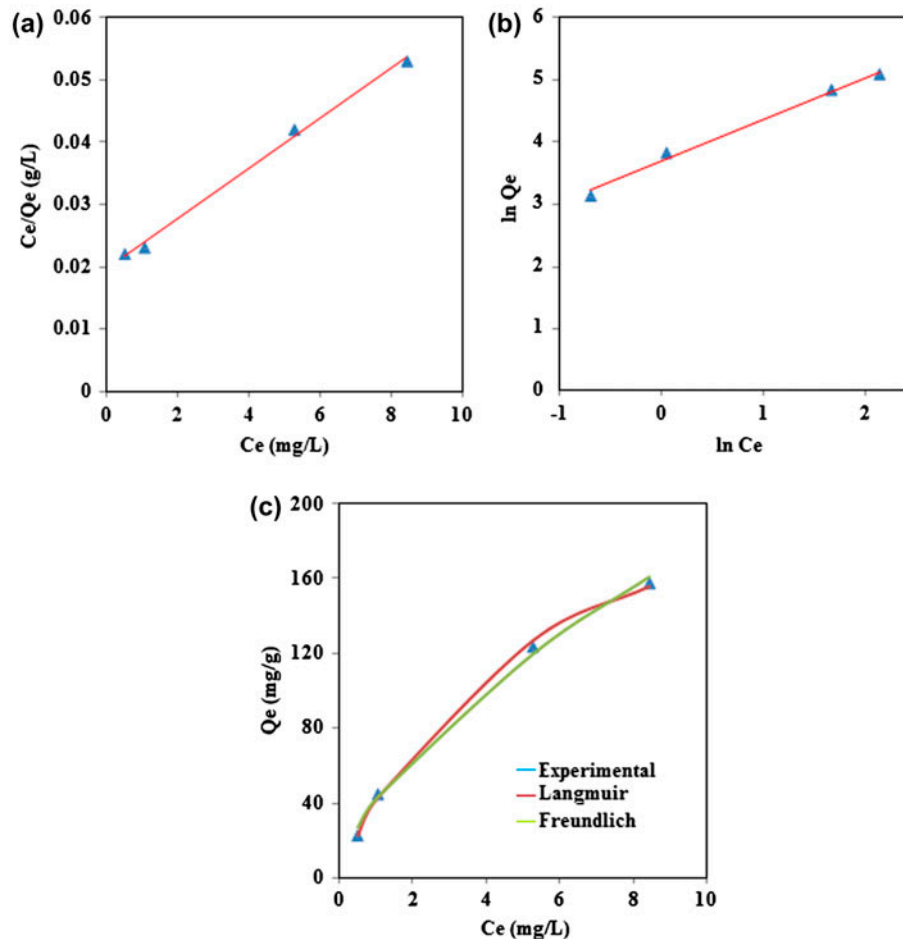 (a)
0.06
0.05
0.04
0.03
0.02
0.01
0
Ce/Qe (g/L)
0 2 4 6 8 10
Ce (mg/L)
(b)
6
5
4
3
2
1
0
ln Qe
-1 0 1 2
ln Ce
(c)
200
160
120
80
40
0
Qe (mg/g)
Experimental
Langmuir
Freundlich
0 2 4 6 8 10
Ce (mg/L)